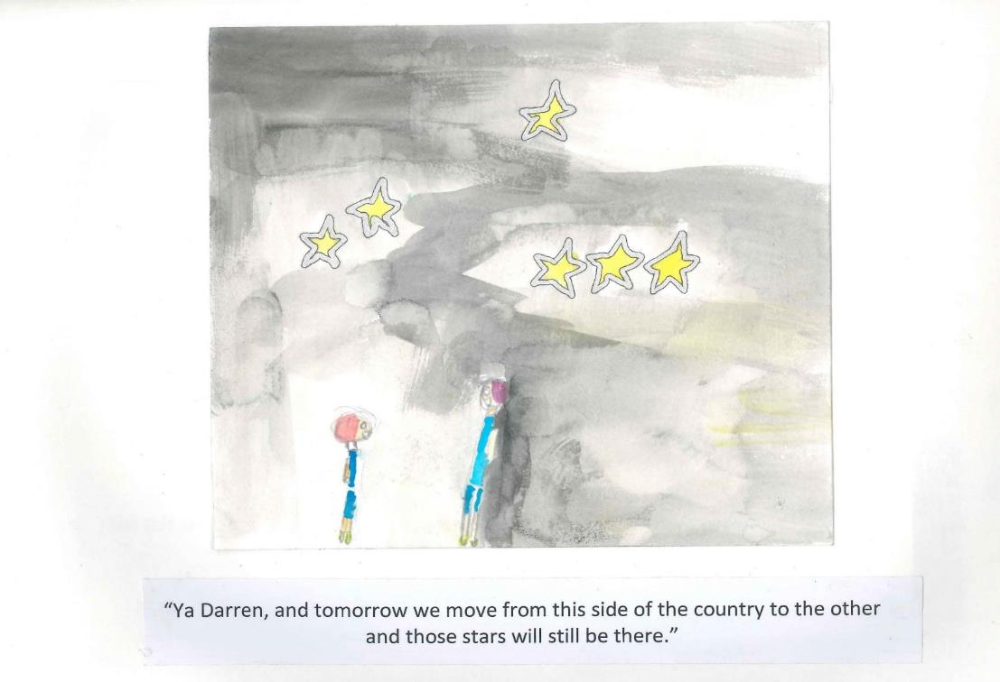 “Ya Darren, and tomorrow we move from this side of the country to the other
and those stars will still be there.”